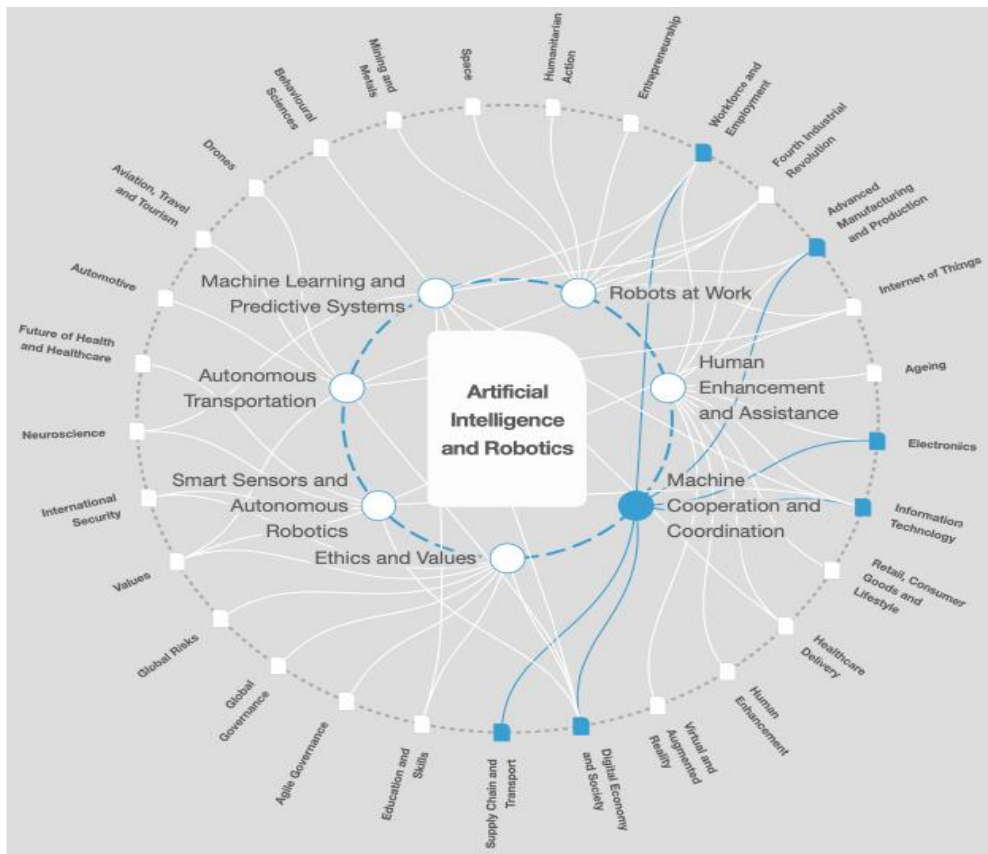 Mining and
Metals
Space
Humanitarian
Action
Entrepreneurship
Workforce and
Employment
Fourth Industrial
Revolution
Advanced
Manufacturing
and Production
Internet of Things
Ageing
Electronics
Information
Technology
Retail, Consumer
Goods and
Lifestyle
Healthcare
Delivery
Human
Enhancement
Virtual and
Augmented
Reality
Digital Economy
and Society
Supply Chain and
Transport
Education and
Skills
Agile Governance
Global
Governance
Global Risks
Values
International
Security
Neuroscience
Future of Health
and Healthcare
Automotive
Aviation, Travel
and Tourism
Drones
Behavioural
Sciences
Machine Learning and
Predictive Systems
Robots at Work
Autonomous
Transportation
Human
Enhancement
and Assistance
Artificial
Intelligence
and Robotics
Smart Sensors and
Autonomous
Robotics
Machine
Cooperation and
Coordination
Ethics and Values